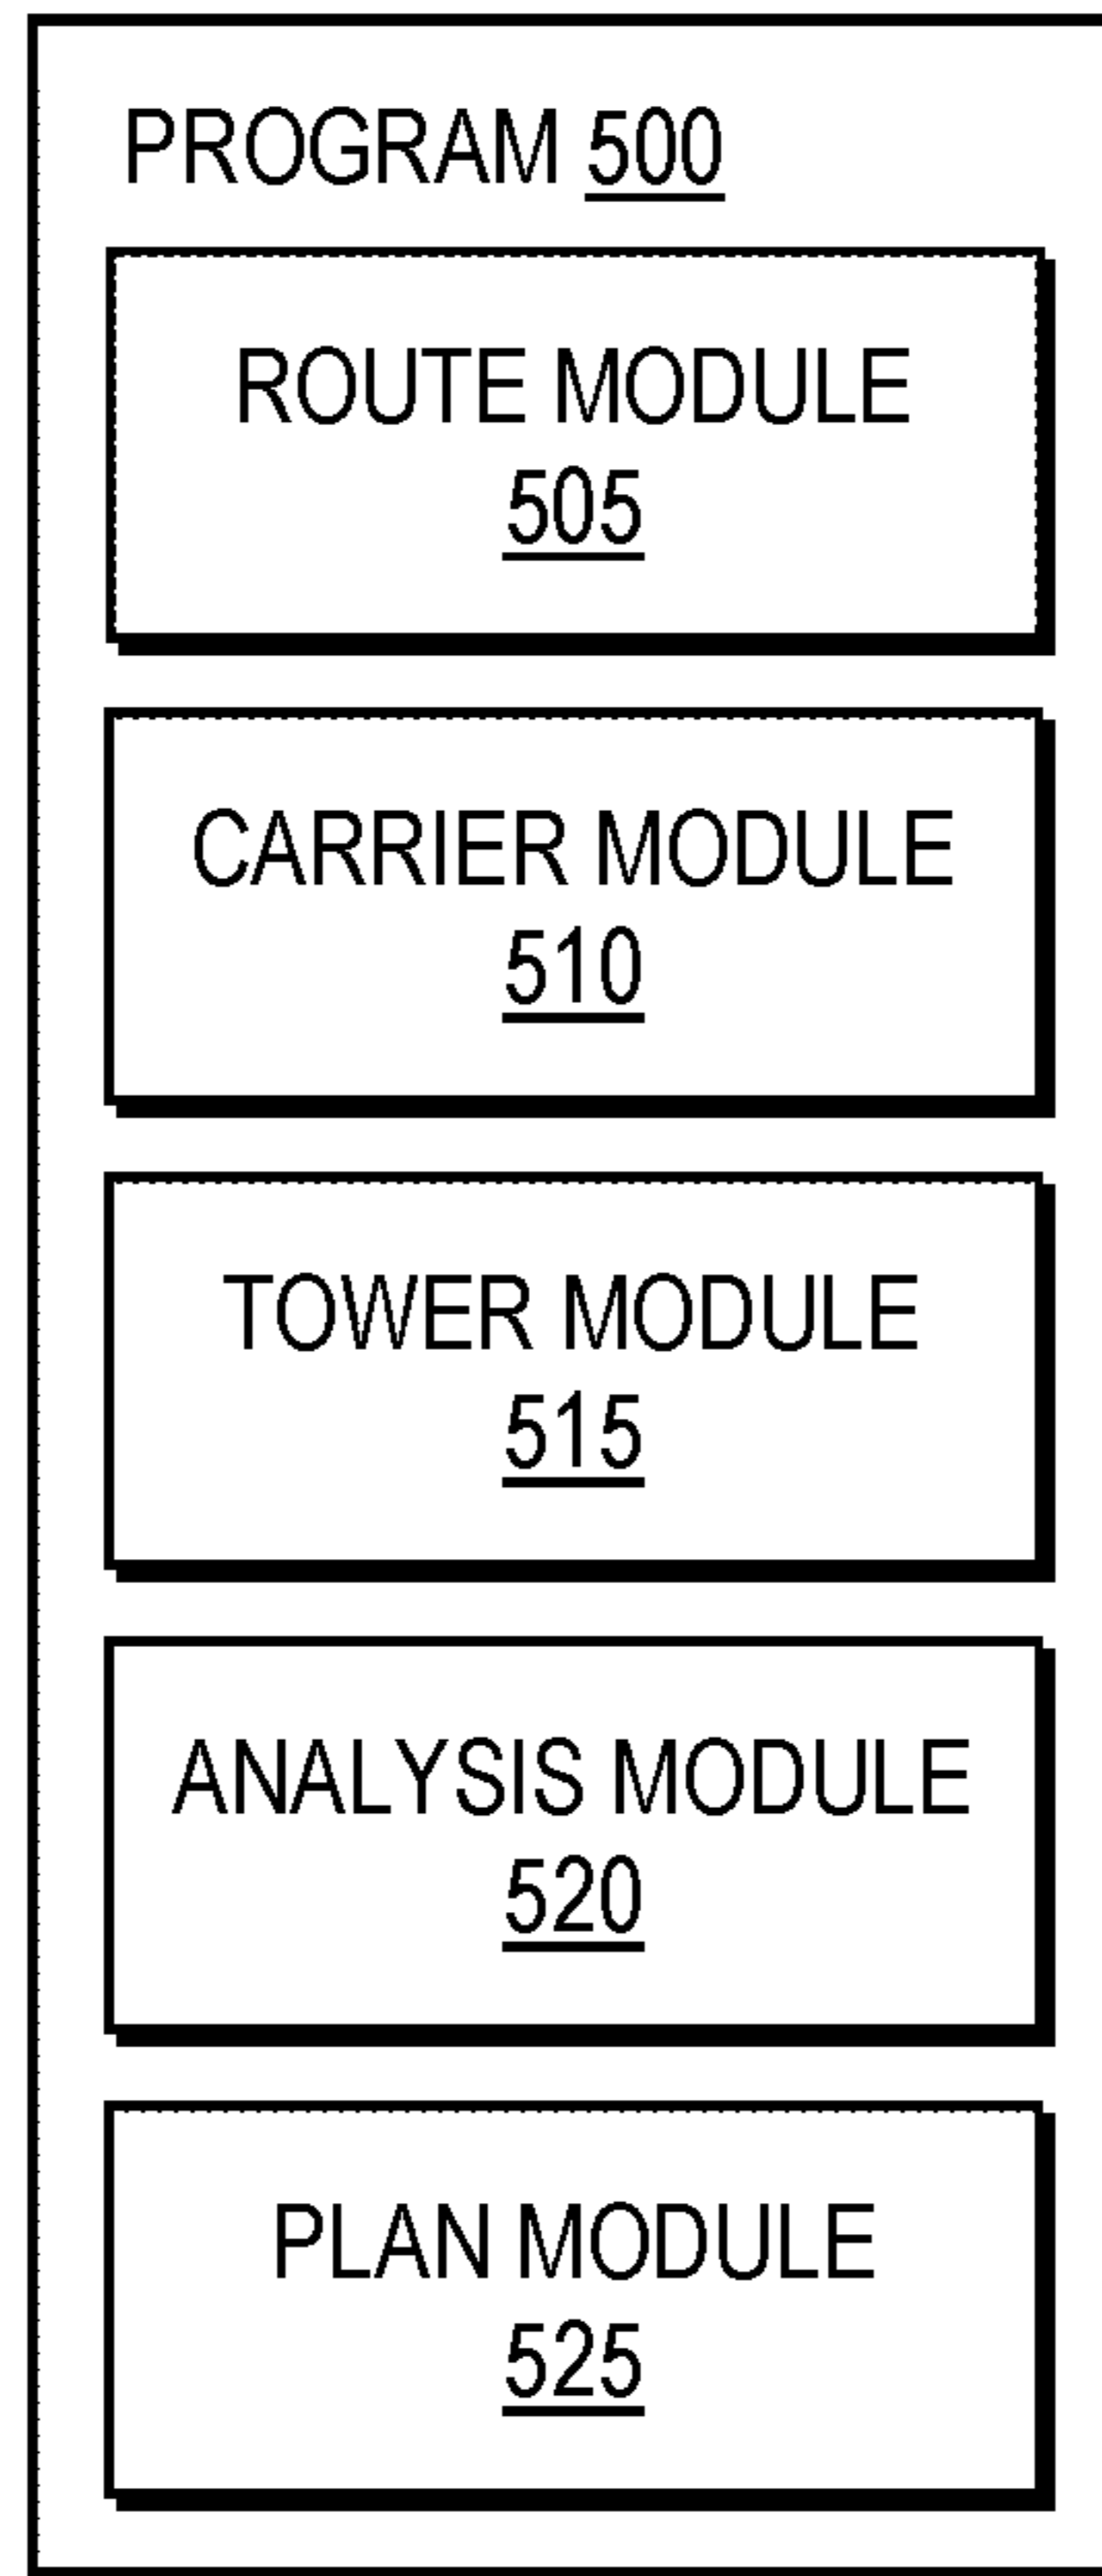 PROGRAM 500
ROUTE MODULE
505
CARRIER MODULE
510
TOWER MODULE
515
ANALYSIS MODULE
520
PLAN MODULE
525